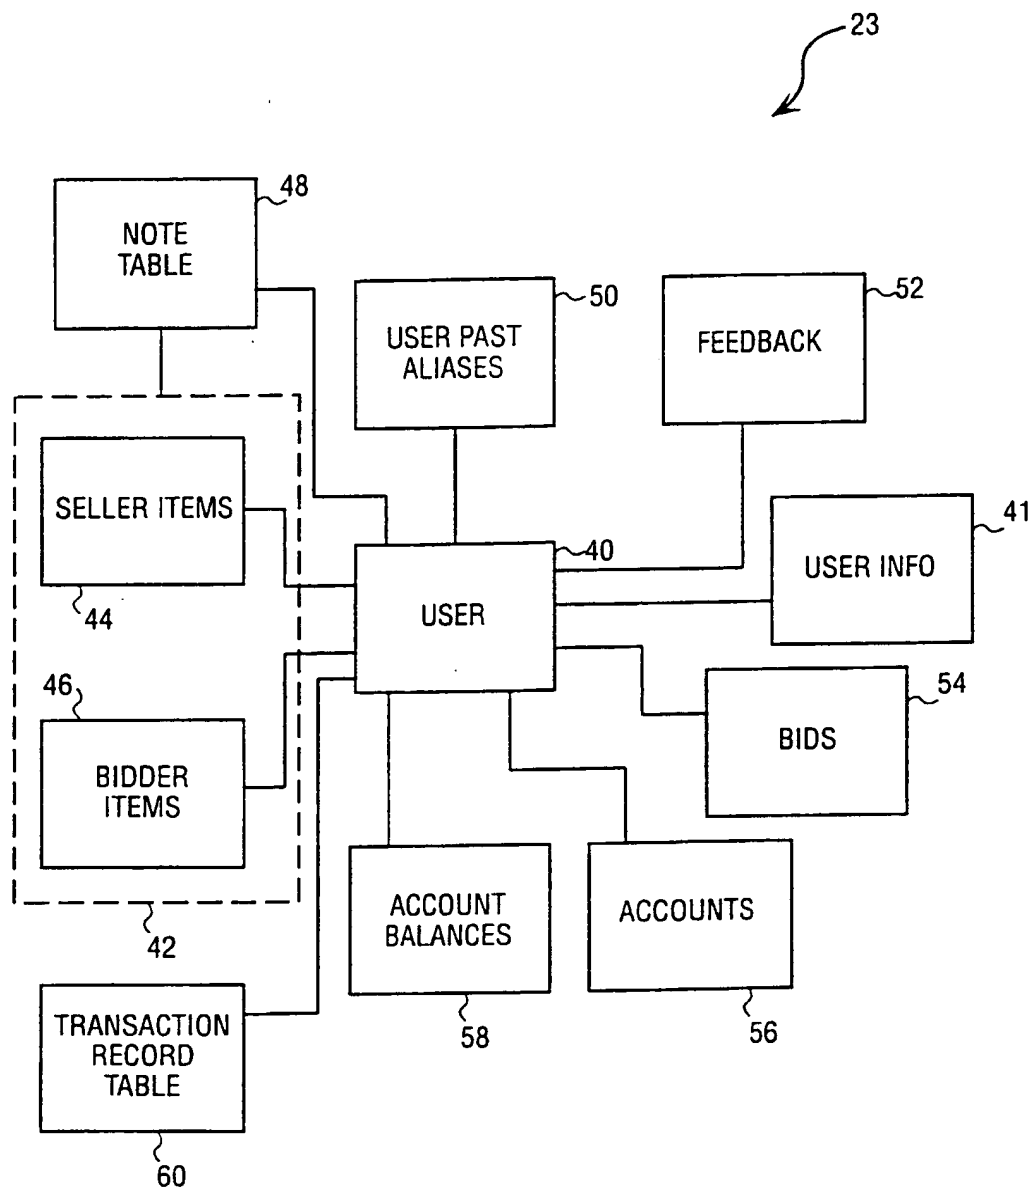 23
48
NOTE
TABLE
50
USER PAST
ALIASES
52
FEEDBACK
SELLER ITEMS
44
40
USER
41
USER INFO
46
BIDDER
ITEMS
54
BIDS
42
ACCOUNT
BALANCES
58
ACCOUNTS
56
TRANSACTION
RECORD
TABLE
60